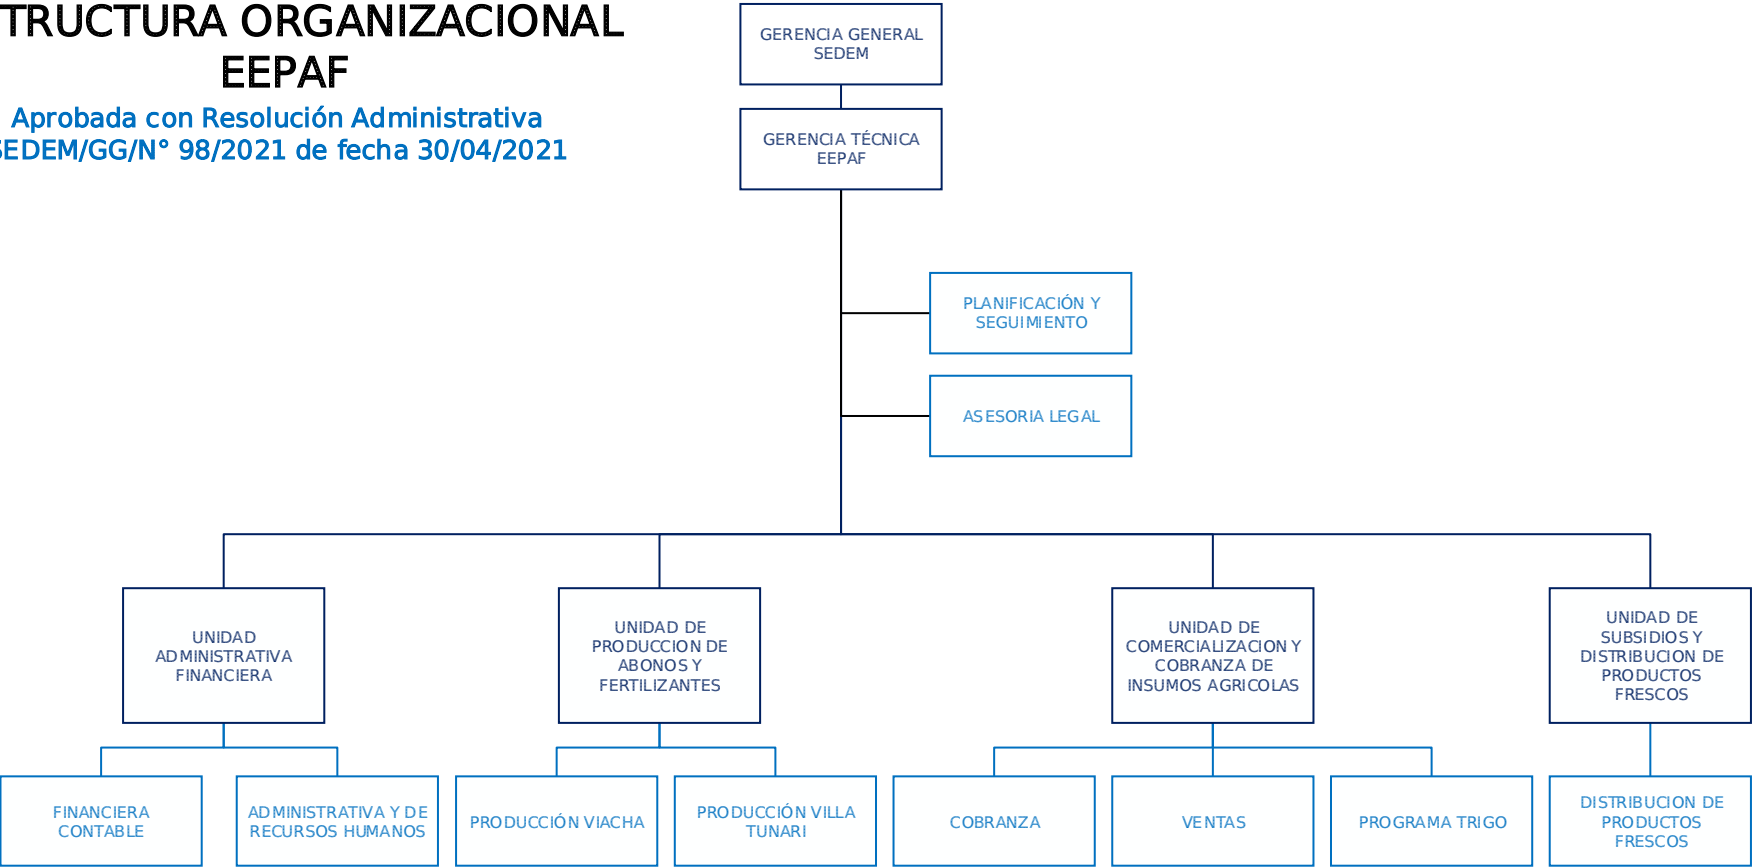 TRUCTURA ORGANIZACIONAL
EEPAF
Aprobada con Resolución Administrativa
SEDEM/GG/N° 98/2021 de fecha 30/04/2021
GERENCIA GENERAL
SEDEM
GERENCIA TÉCNICA
EEPAF
PLANIFICACIÓN Y
SEGUIMIENTO
ASESORIA LEGAL
UNIDAD
ADMINISTRATIVA
FINANCIERA
UNIDAD DE
PRODUCCION DE
ABONOS Y
FERTILIZANTES
UNIDAD DE
COMERCIALIZACION Y
COBRANZA DE
INSUMOS AGRICOLAS
UNIDAD DE
SUBSIDIOS Y
DISTRIBUCION DE
PRODUCTOS
FRESCOS
FINANCIERA
CONTABLE
ADMINISTRATIVA Y DE
RECURSOS HUMANOS
PRODUCCIÓN VIACHA
PRODUCCIÓN VILLA
TUNARI
COBRANZA
VENTAS
PROGRAMA TRIGO
DISTRIBUCION DE
PRODUCTOS
FRESCOS